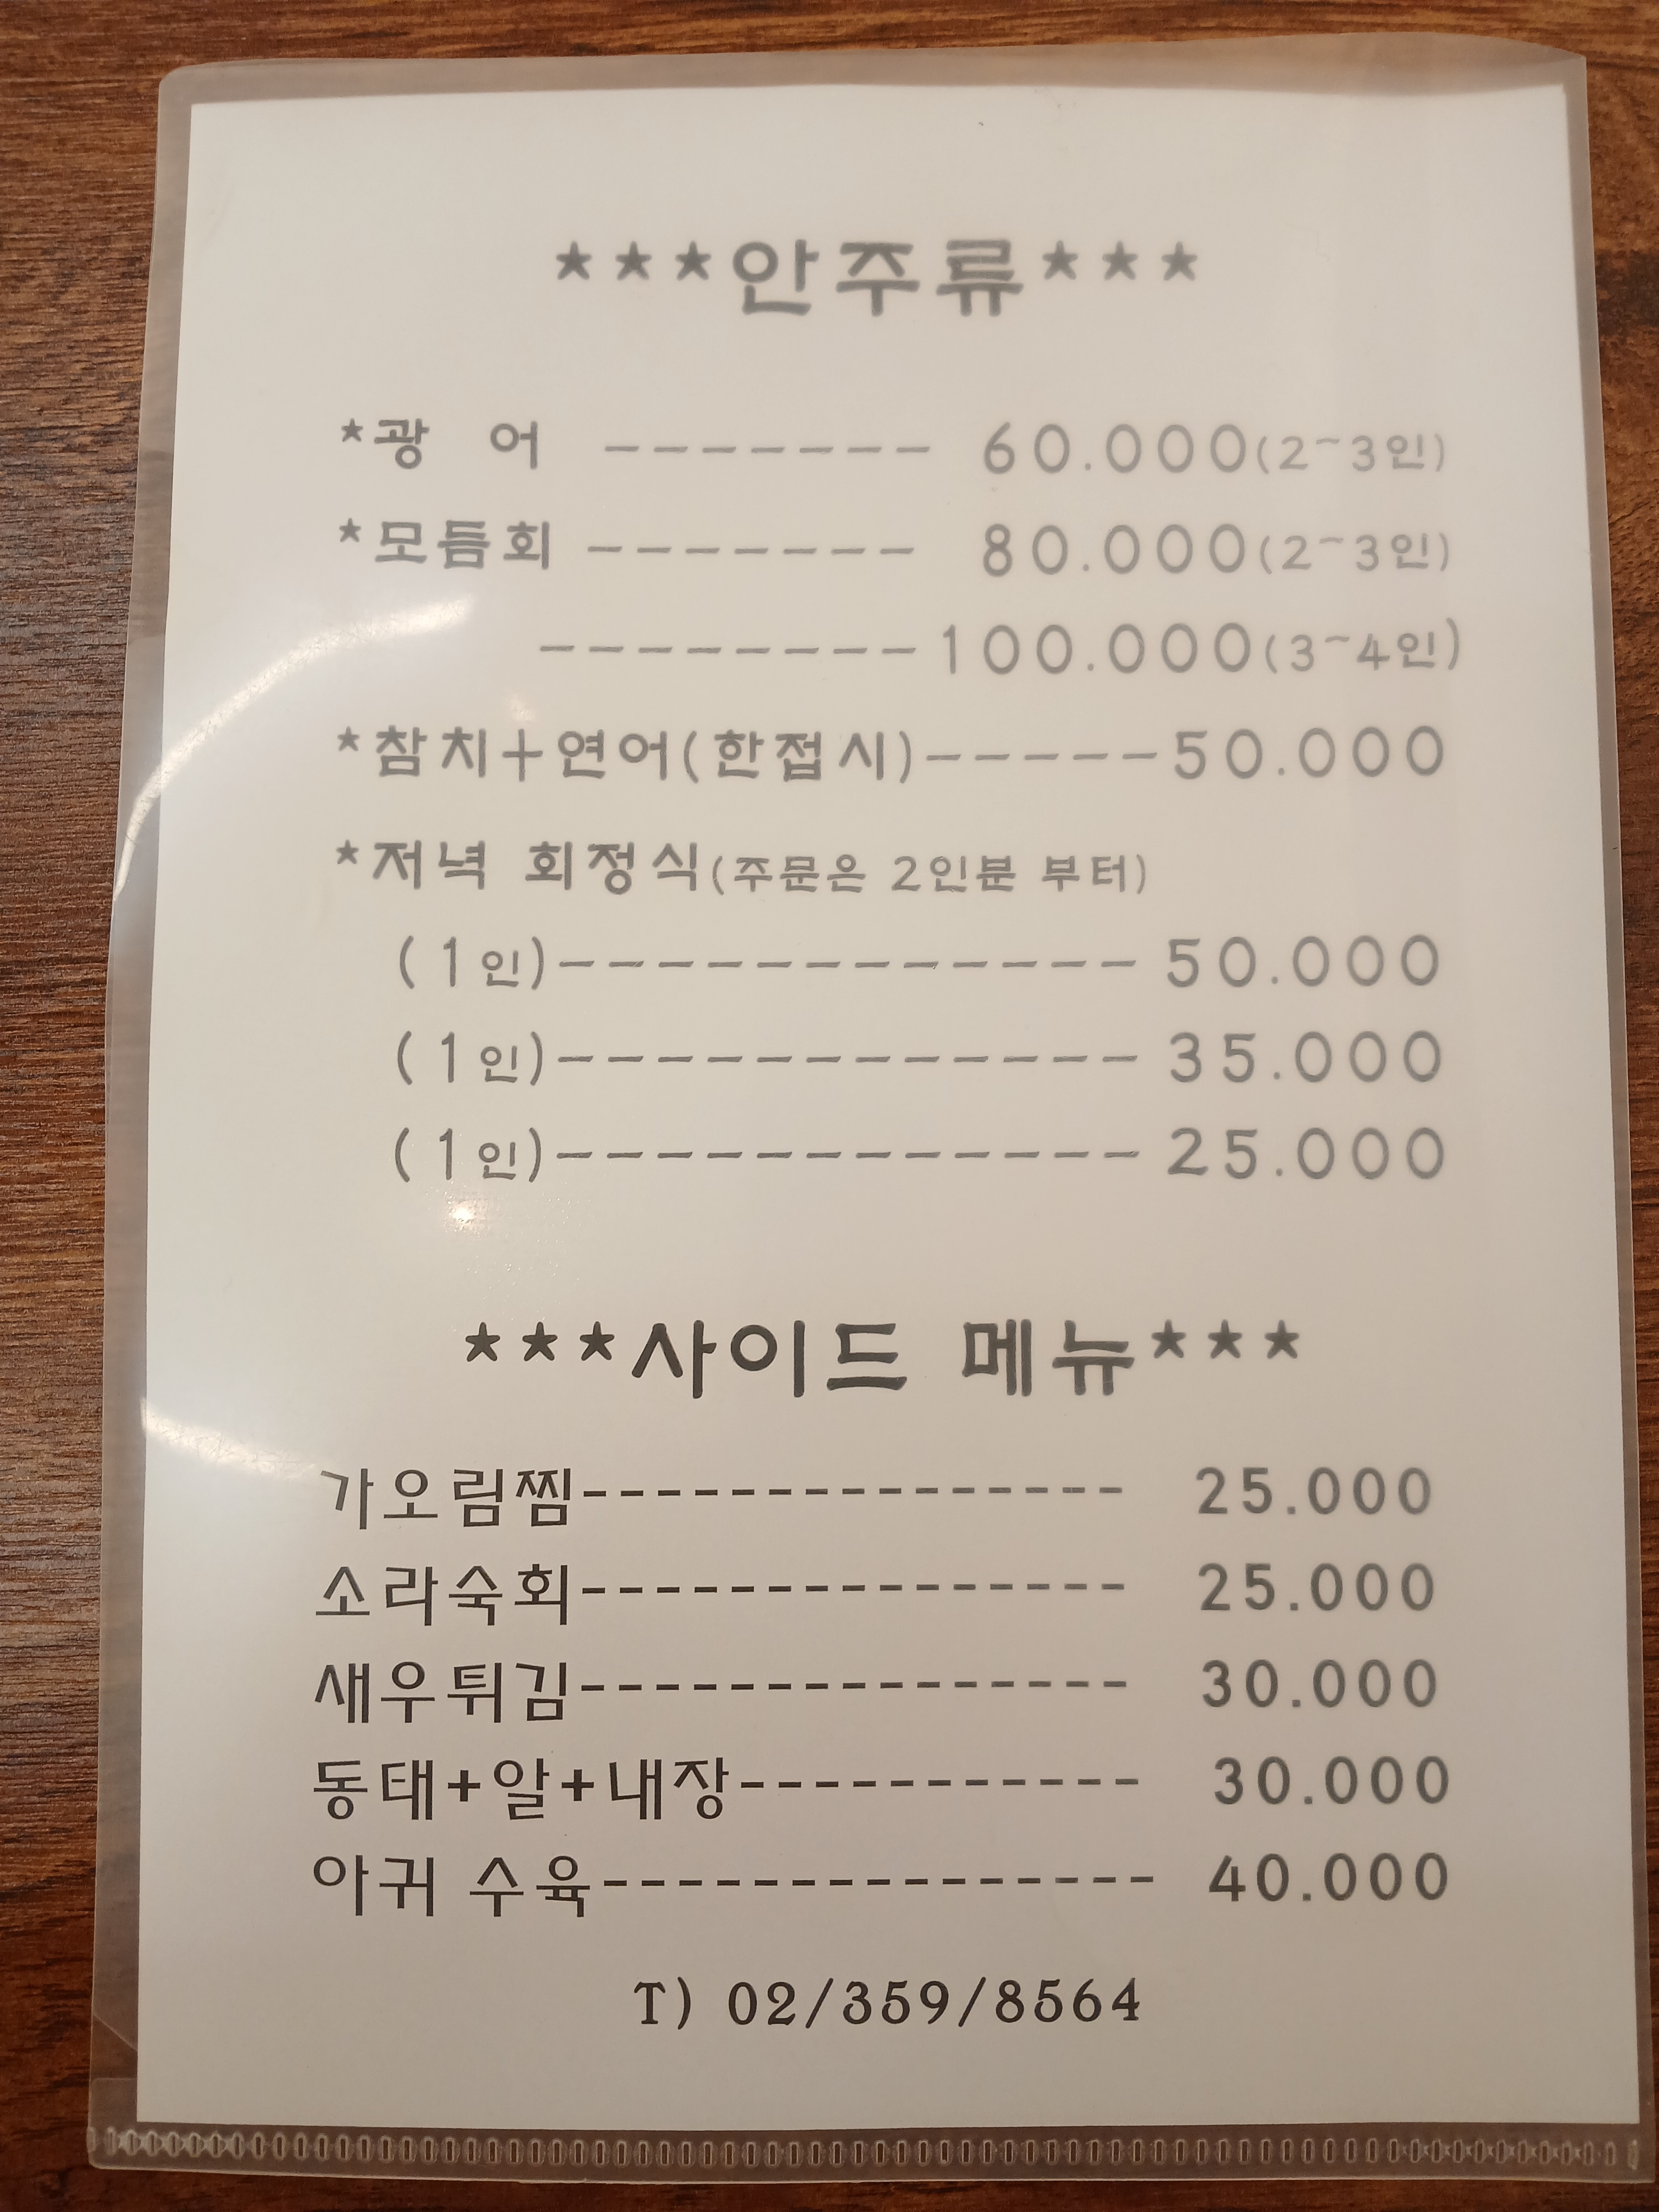 ***안주류***
*광 어 ------- 60.000(2~3인)
*모듬회 ------- 80.000(2~3인)
--------- 100.000(3~4인)
*참치+연어(한접시)-----50.000
*저녁 회정식(주문은 2인분 부터)
(1인)-------------- 50.000
(1인)-------------- 35.000
(1인)-------------- 25.000
***사이드 메뉴***
가오림찜--------------- 25.000
소라숙회--------------- 25.000
새우튀김--------------- 30.000
동태+알+내장----------- 30.000
아귀 수육--------------- 40.000
T) 02/359/8564